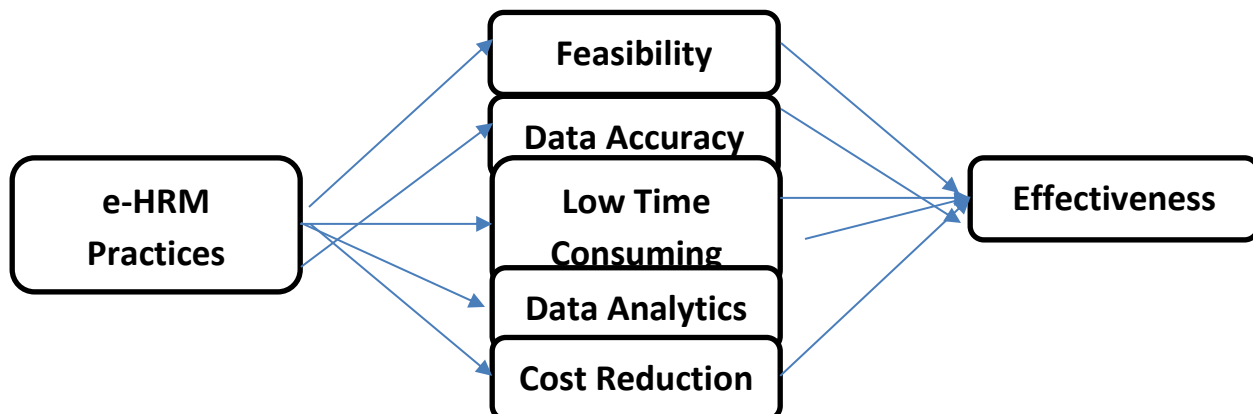 e-HRM
Practices
Feasibility
Data Accuracy
Low Time
Consuming
Data Analytics
Cost Reduction
Effectiveness